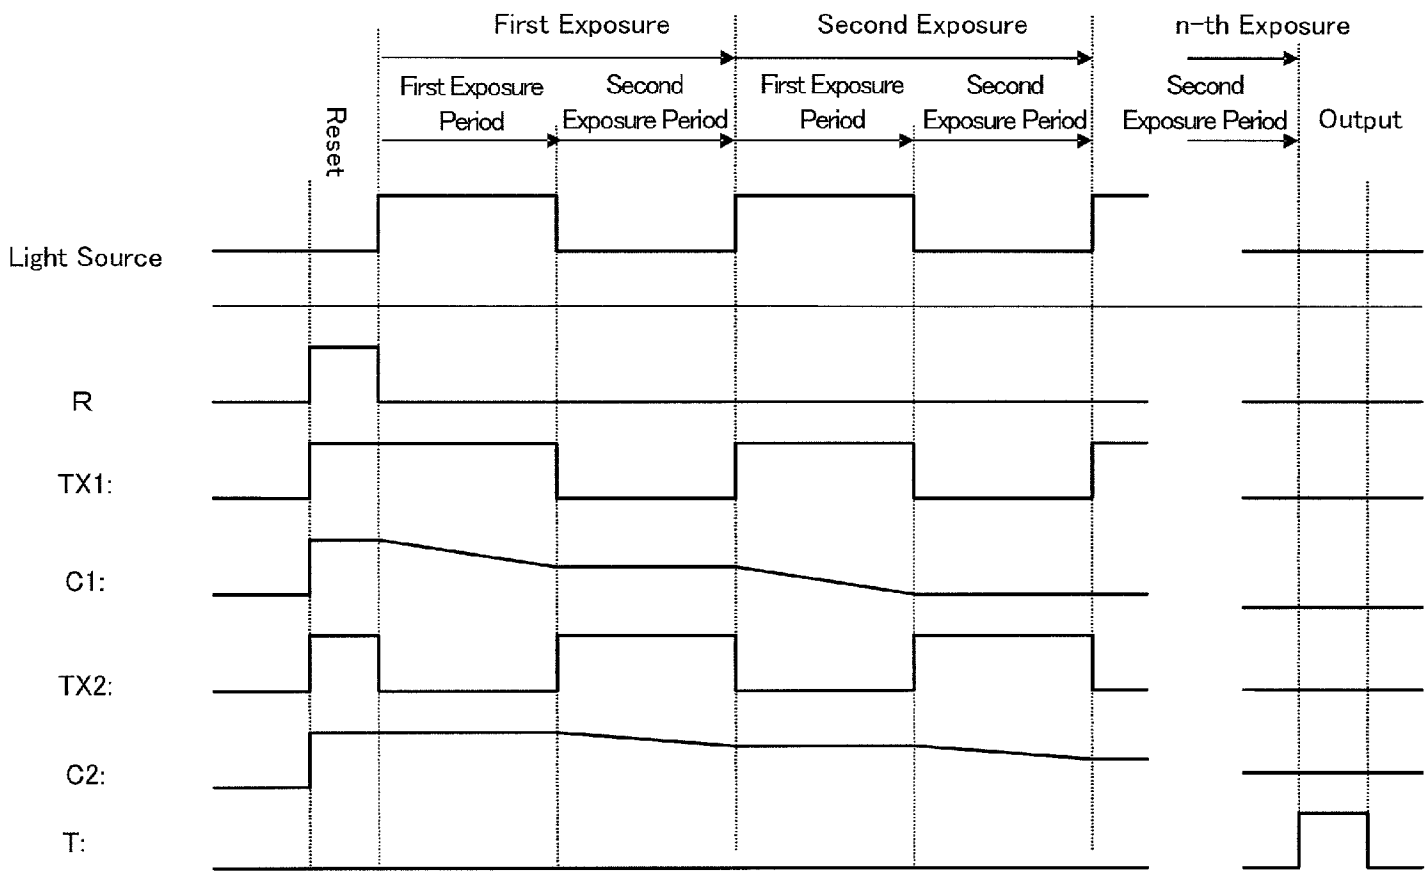 First Exposure
Second Exposure
n-th Exposure
First Exposure
Period
Second
Exposure Period
First Exposure
Period
Second
Exposure Period
Second
Exposure Period
Output
Reset
Light Source
R
TX1:
C1:
TX2:
C2:
T: